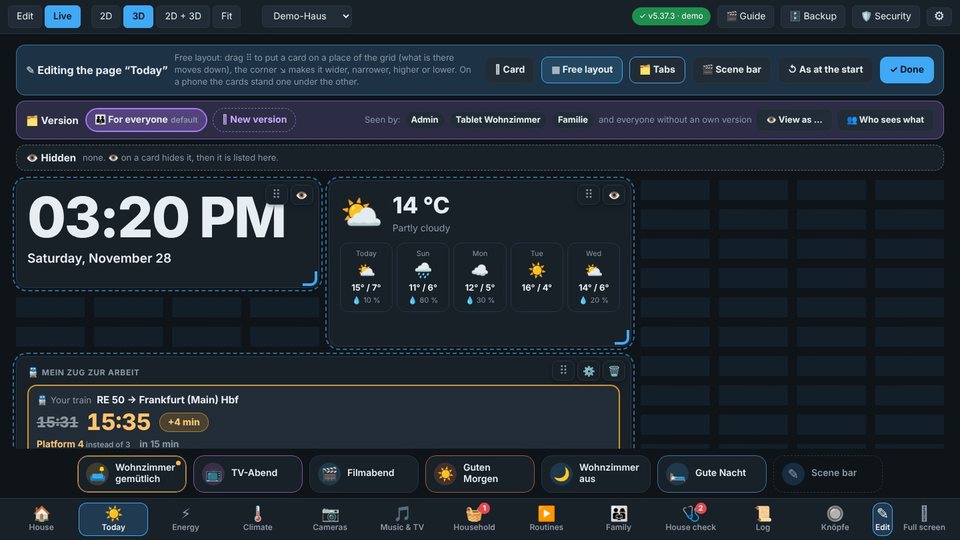 Edit Live 2D 3D 2D + 3D Fit Demo-Haus ✓ v5.37.3 · demo Guide Backup Security
✎ Editing the page “Today”
Free layout: drag ⠿ to put a card on a place of the grid (what is there
moves down), the corner ↘ makes it wider, narrower, higher or lower. On
a phone the cards stand one under the other.
Card Free layout Tabs Scene bar ↺ As at the start ✓ Done
Version For everyone default New version Seen by: Admin Tablet Wohnzimmer Familie and everyone without an own version View as ... Who sees what
Hidden none. 👁 on a card hides it, then it is listed here.
03:20 PM
Saturday, November 28
14 °C
Partly cloudy
Today Sun Mon Tue Wed
15° / 7° 11° / 6° 12° / 5° 16° / 4° 14° / 6°
10 % 80 % 30 % 20 %
MEIN ZUG ZUR ARBEIT
Your train RE 50 → Frankfurt (Main) Hbf
15:31 15:35 +4 min
Platform 4 instead of 3 in 15 min
Wohnzimmer gemütlich
TV-Abend
Filmabend
Guten Morgen
Wohnzimmer aus
Gute Nacht
Scene bar
House Today Energy Climate Cameras Music & TV Household 1 Routines Family House check 2 Log Knöpfe Edit Full screen